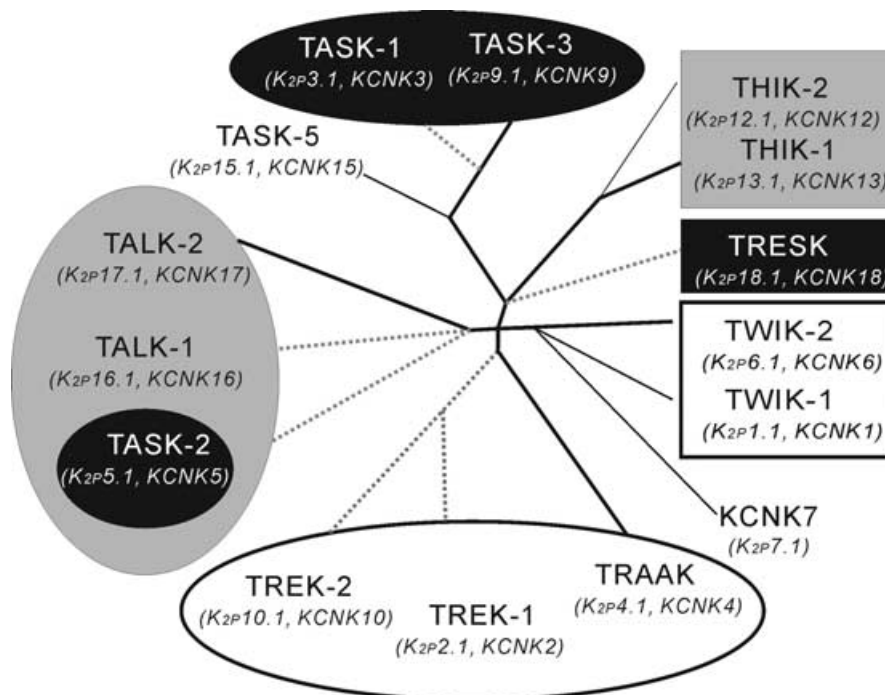 TASK-1 TASK-3
(K2P3.1, KCNK3) (K2P9.1, KCNK9)
TASK-5
(K2P15.1, KCNK15)
THIK-2
(K2P12.1, KCNK12)
THIK-1
(K2P13.1, KCNK13)
TRESK
(K2P18.1, KCNK18)
TWIK-2
(K2P6.1, KCNK6)
TWIK-1
(K2P1.1, KCNK1)
KCNK7
(K2P7.1)
TALK-2
(K2P17.1, KCNK17)
TALK-1
(K2P16.1, KCNK16)
TASK-2
(K2P5.1, KCNK5)
TREK-2
(K2P10.1, KCNK10)
TREK-1
(K2P2.1, KCNK2)
TRAAK
(K2P4.1, KCNK4)